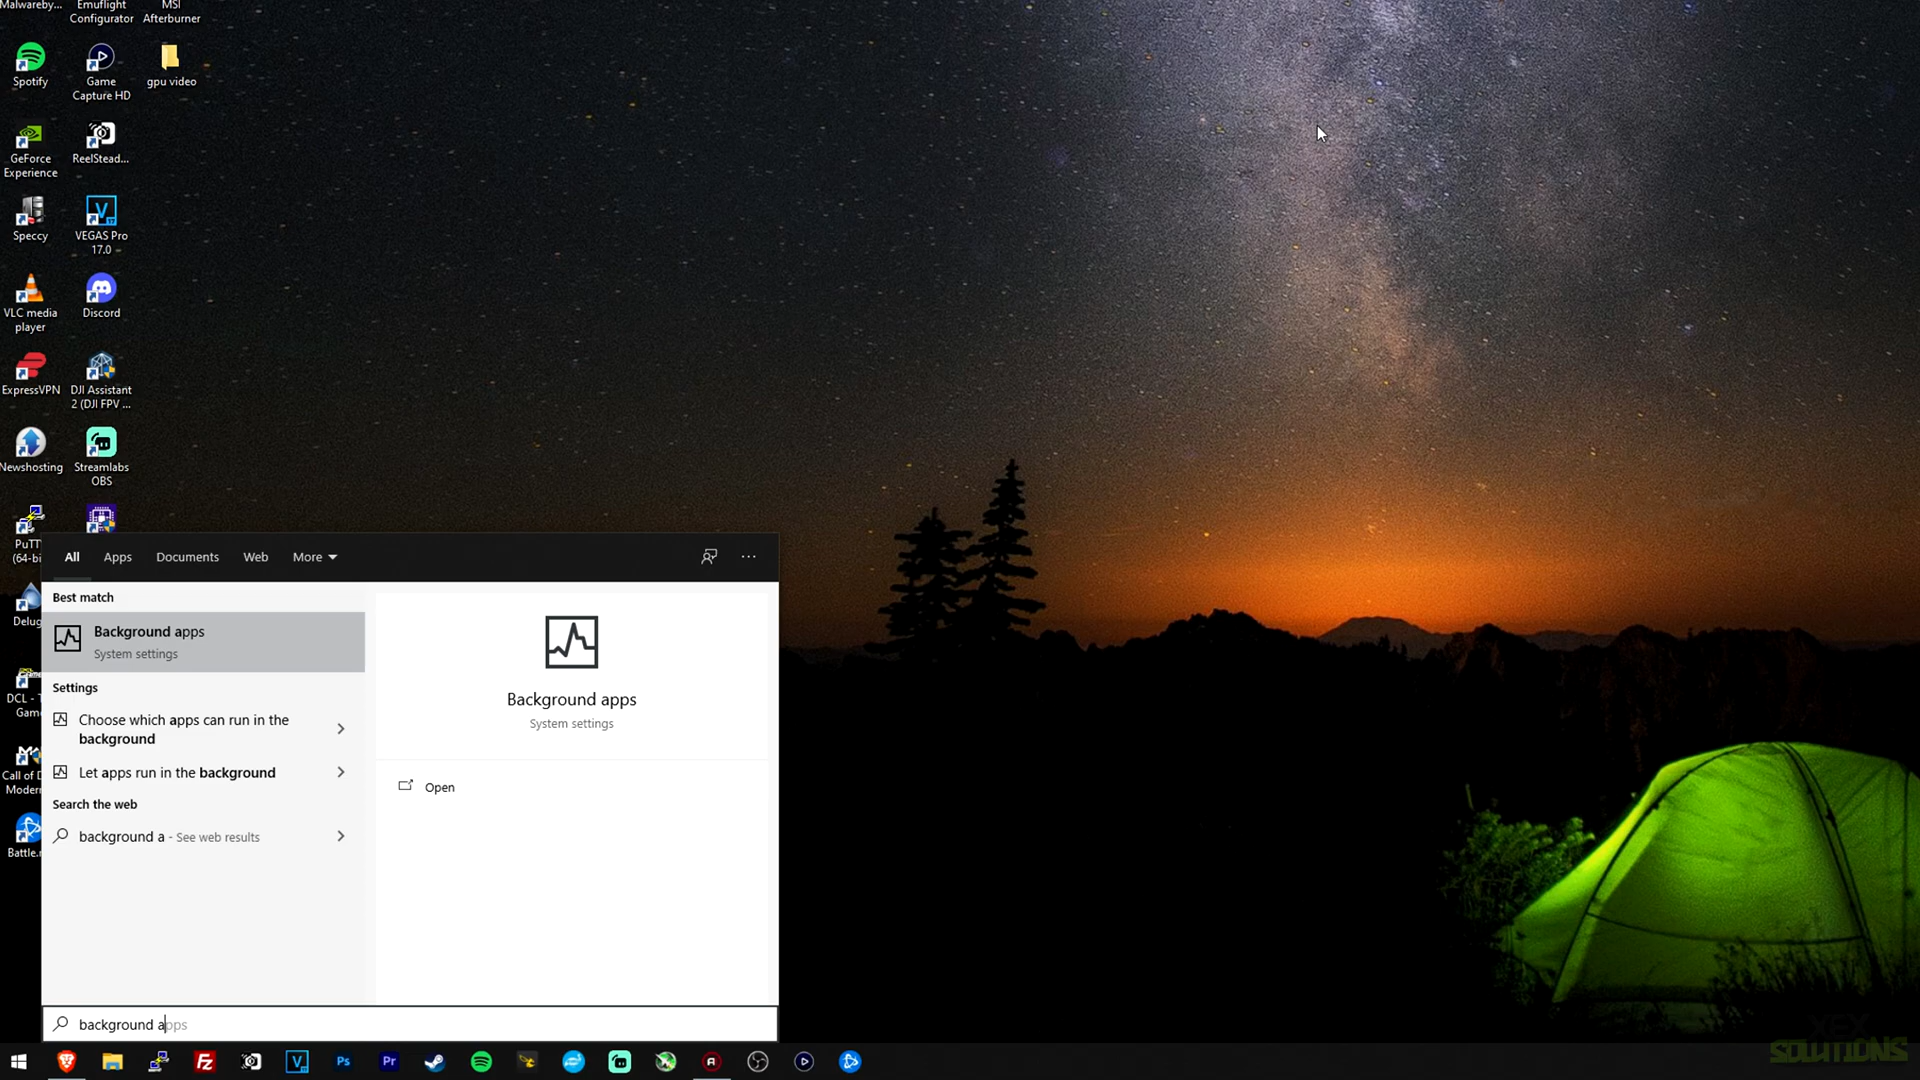 Malwareby...
Emuflight
Configurator
MSI
Afterburner
Spotify
Game
Capture HD
gpu video
GeForce
Experience
ReelStead...
Speccy
VEGAS Pro
17.0
VLC media
player
Discord
ExpressVPN
DJI Assistant
2 (DJI FPV ...
Newshosting
Streamlabs
OBS
PuTTY
(64-bi
Delug
DCL - T
Gam
Call of D
Modern
Battle.n
All
Apps
Documents
Web
More
Best match
Background apps
System settings
Settings
Choose which apps can run in the
background
Let apps run in the background
Search the web
background a - See web results
Background apps
System settings
Open
background apps
V
Ps
Pr
XFX
SOLUTIONS